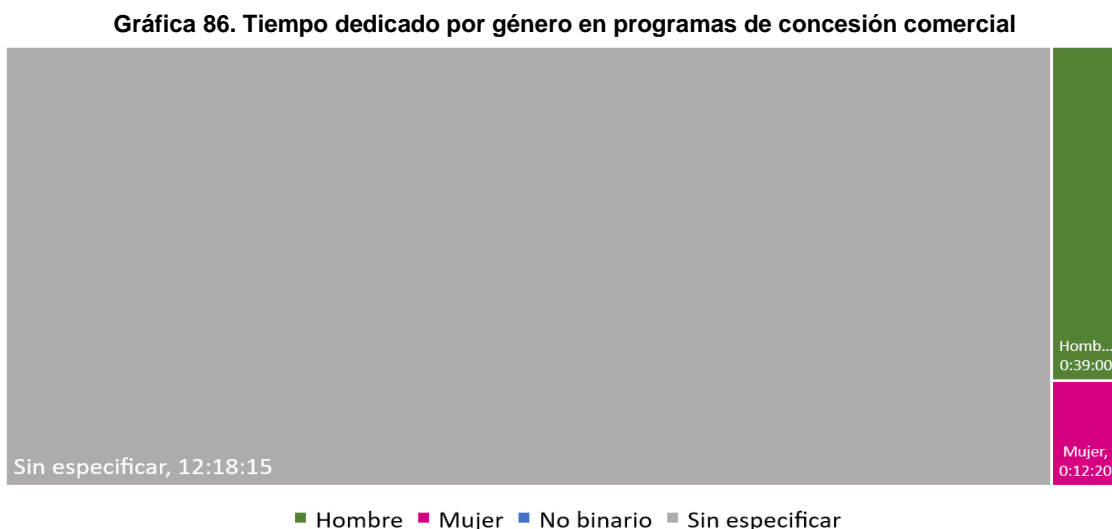 Gráfica 86. Tiempo dedicado por género en programas de concesión comercial
Homb...
0:39:00
Mujer,
0:12:20
Sin especificar, 12:18:15
Hombre Mujer No binario Sin especificar